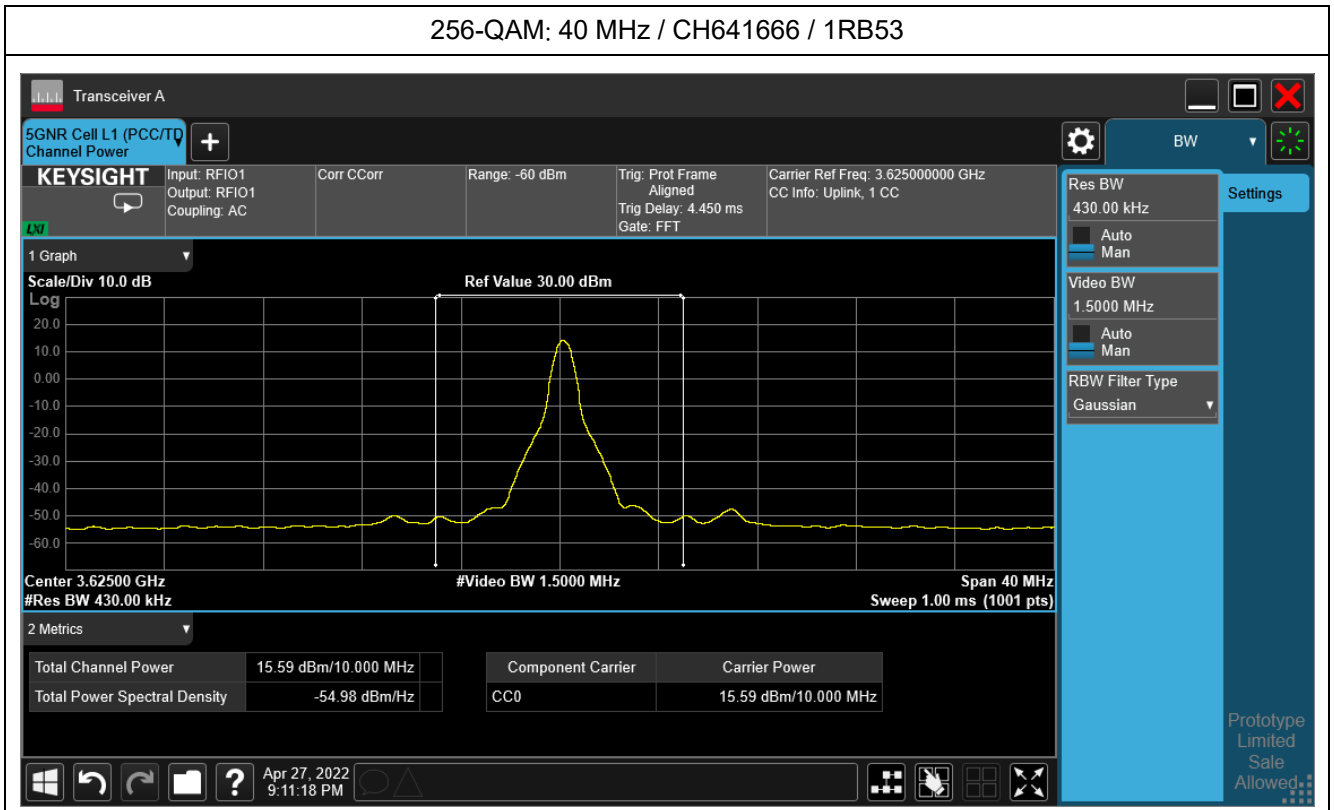 256-QAM: 40 MHz / CH641666 / 1RB53
Transceiver A
5GNR Cell L1 (PCC/TD
Channel Power
BW
KEYSIGHT
LXI
Input: RFIO1
Output: RFIO1
Coupling: AC
Corr CCorr
Range: -60 dBm
Trig: Prot Frame
Aligned
Trig Delay: 4.450 ms
Gate: FFT
Carrier Ref Freq: 3.625000000 GHz
CC Info: Uplink, 1 CC
Res BW
430.00 kHz
Auto
Man
Settings
Video BW
1.5000 MHz
Auto
Man
RBW Filter Type
Gaussian
1 Graph
Scale/Div 10.0 dB
Ref Value 30.00 dBm
Log
20.0
10.0
0.00
-10.0
-20.0
-30.0
-40.0
-50.0
-60.0
Center 3.62500 GHz
#Video BW 1.5000 MHz
Span 40 MHz
#Res BW 430.00 kHz
Sweep 1.00 ms (1001 pts)
2 Metrics
Total Channel Power 15.59 dBm/10.000 MHz
Total Power Spectral Density -54.98 dBm/Hz
Component Carrier Carrier Power
CC0 15.59 dBm/10.000 MHz
Prototype
Limited
Sale
Allowed
?
Apr 27, 2022
9:11:18 PM